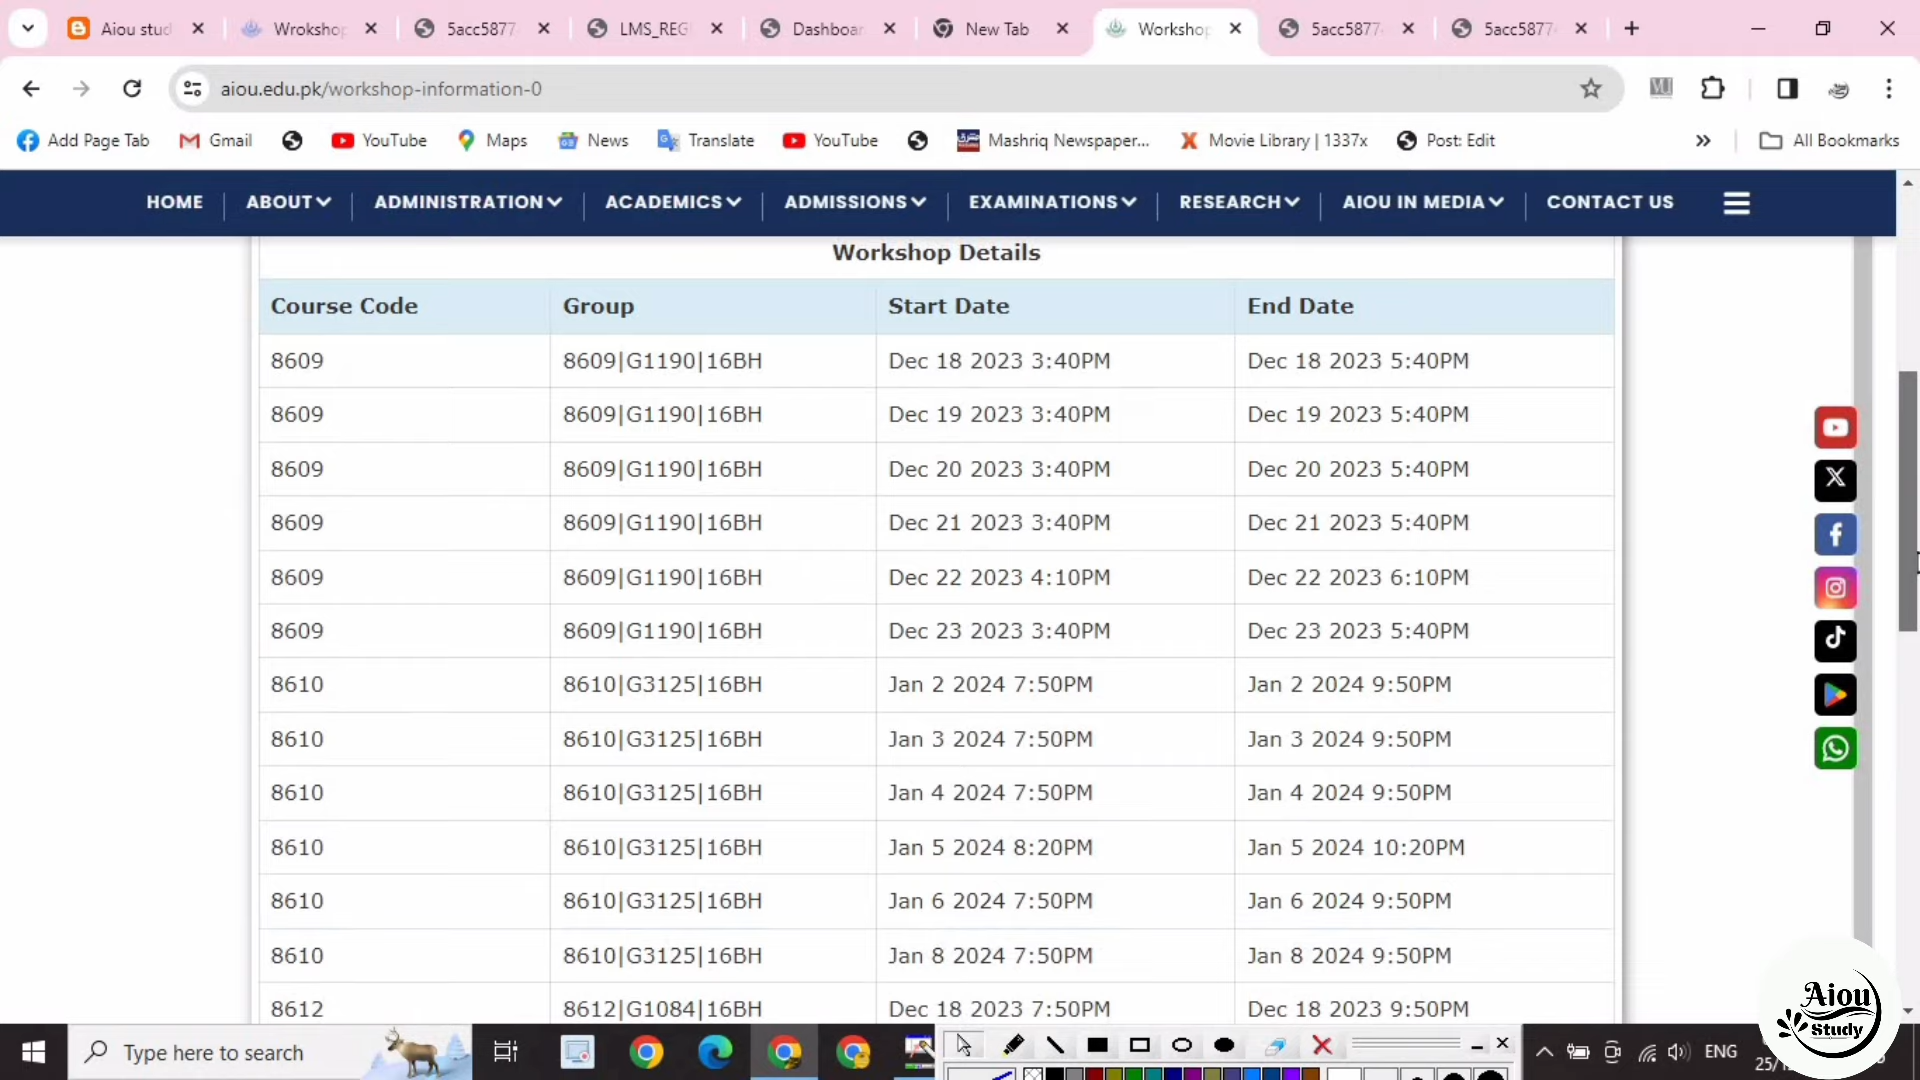 Aiou stud Wrokshop 5acc5877 LMS_REG Dashboar New Tab Workshop 5acc5877 5acc5877
aiou.edu.pk/workshop-information-0
Add Page Tab Gmail YouTube Maps News Translate YouTube Mashriq Newspaper... Movie Library | 1337x Post: Edit » All Bookmarks
HOME ABOUT ADMINISTRATION ACADEMICS ADMISSIONS EXAMINATIONS RESEARCH AIOU IN MEDIA CONTACT US
Workshop Details
Course Code Group Start Date End Date
8609 8609|G1190|16BH Dec 18 2023 3:40PM Dec 18 2023 5:40PM
8609 8609|G1190|16BH Dec 19 2023 3:40PM Dec 19 2023 5:40PM
8609 8609|G1190|16BH Dec 20 2023 3:40PM Dec 20 2023 5:40PM
8609 8609|G1190|16BH Dec 21 2023 3:40PM Dec 21 2023 5:40PM
8609 8609|G1190|16BH Dec 22 2023 4:10PM Dec 22 2023 6:10PM
8609 8609|G1190|16BH Dec 23 2023 3:40PM Dec 23 2023 5:40PM
8610 8610|G3125|16BH Jan 2 2024 7:50PM Jan 2 2024 9:50PM
8610 8610|G3125|16BH Jan 3 2024 7:50PM Jan 3 2024 9:50PM
8610 8610|G3125|16BH Jan 4 2024 7:50PM Jan 4 2024 9:50PM
8610 8610|G3125|16BH Jan 5 2024 8:20PM Jan 5 2024 10:20PM
8610 8610|G3125|16BH Jan 6 2024 7:50PM Jan 6 2024 9:50PM
8610 8610|G3125|16BH Jan 8 2024 7:50PM Jan 8 2024 9:50PM
8612 8612|G1084|16BH Dec 18 2023 7:50PM Dec 18 2023 9:50PM
Aiou
Study
Type here to search ENG